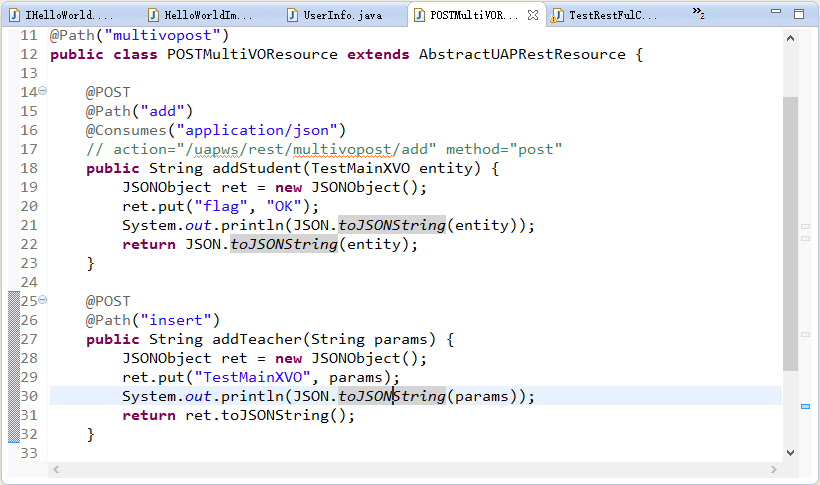 IHelloWorld....
HelloWorldIm...
UserInfo.java
POSTMultiVOR...
TestRestFulC...
»2
11 @Path("multivopost")
12 public class POSTMultiVOResource extends AbstractUAPRestResource {
13
14 @POST
15 @Path("add")
16 @Consumes("application/json")
17 // action="/uapws/rest/multivopost/add" method="post"
18 public String addStudent(TestMainXVO entity) {
19 JSONObject ret = new JSONObject();
20 ret.put("flag", "OK");
21 System.out.println(JSON.toJSONString(entity));
22 return JSON.toJSONString(entity);
23 }
24
25 @POST
26 @Path("insert")
27 public String addTeacher(String params) {
28 JSONObject ret = new JSONObject();
29 ret.put("TestMainXVO", params);
30 System.out.println(JSON.toJSONString(params));
31 return ret.toJSONString();
32 }
33